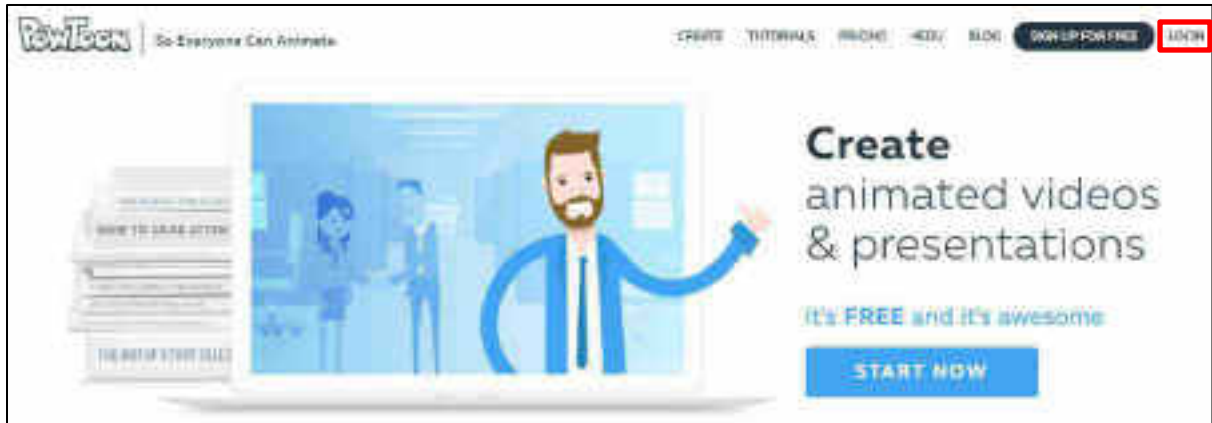 PowToon
So Everyone Can Animate
CREATE TUTORIALS PRICING 4EDU BLOG SIGN UP FOR FREE LOGIN
Create
animated videos
& presentations
It's FREE and it's awesome
START NOW